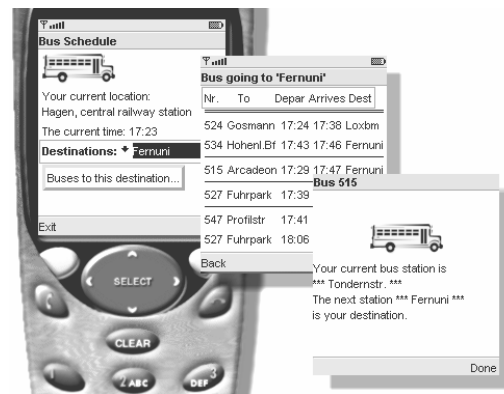 Bus Schedule
Your current location:
Hagen, central railway station
The current time: 17:23
Destinations: Fernuni
Buses to this destination...
Exit
SELECT
CLEAR
1
2 ABC
DEF 3
Bus going to 'Fernuni'
Nr. To Depar Arrives Dest
524 Gosmann 17:24 17:38 Loxbm
534 Hohenl.Bf 17:43 17:46 Fernuni
515 Arcadeon 17:29 17:47 Fernuni
527 Fuhrpark 17:39
547 Profilstr 17:41
527 Fuhrpark 18:06
Back
Bus 515
Your current bus station is
*** Tondernstr. ***
The next station *** Fernuni ***
is your destination.
Done